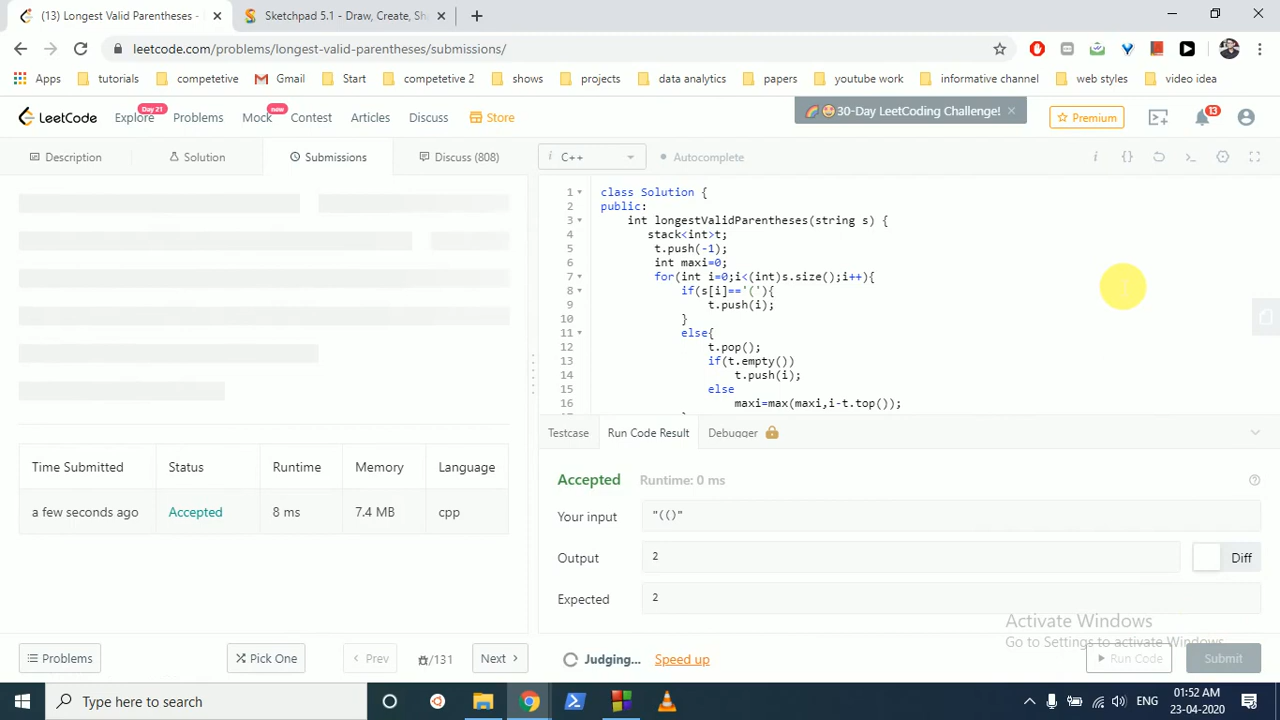 (13) Longest Valid Parentheses -
Sketchpad 5.1 - Draw, Create, Sh
leetcode.com/problems/longest-valid-parentheses/submissions/
Apps tutorials competetive Gmail Start competetive 2 shows projects data analytics papers youtube work informative channel web styles video idea
LeetCode Explore Day 21 Problems Mock new Contest Articles Discuss Store
30-Day LeetCoding Challenge!
Premium
13
Description Solution Submissions Discuss (808)
i C++ Autocomplete
1 class Solution {
2 public:
3 int longestValidParentheses(string s) {
4 stack<int>t;
5 t.push(-1);
6 int maxi=0;
7 for(int i=0;i<(int)s.size();i++){
8 if(s[i]=='('){
9 t.push(i);
10 }
11 else{
12 t.pop();
13 if(t.empty())
14 t.push(i);
15 else
16 maxi=max(maxi,i-t.top());
Testcase Run Code Result Debugger
Accepted Runtime: 0 ms
Your input "(()"
Output 2 Diff
Expected 2
Time Submitted Status Runtime Memory Language
a few seconds ago Accepted 8 ms 7.4 MB cpp
Activate Windows
Go to Settings to activate Windows.
Problems Pick One Prev /131 Next
Judging... Speed up Run Code Submit
Type here to search
ENG
01:52 AM
23-04-2020